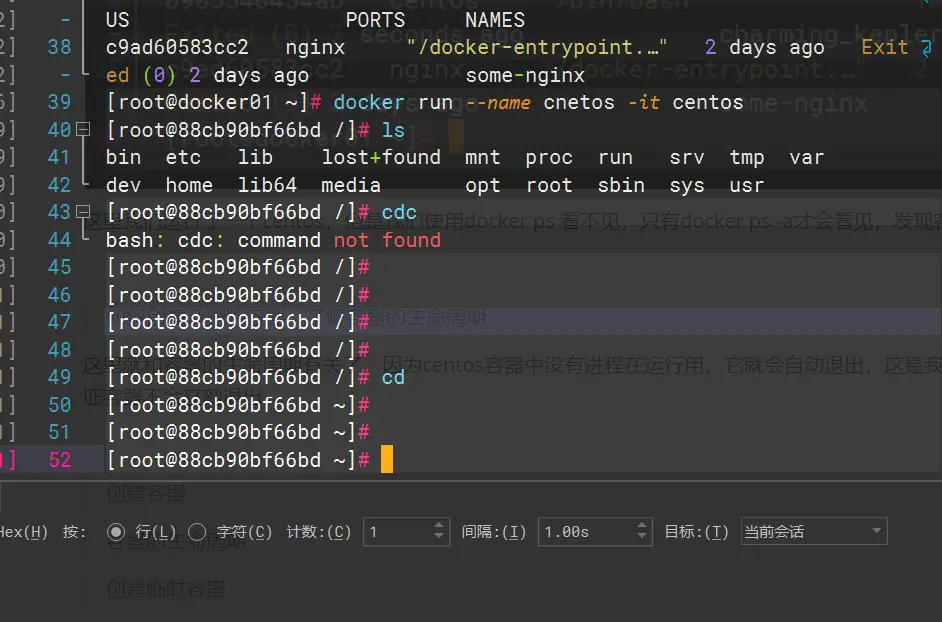 US PORTS NAMES
38 c9ad60583cc2 nginx "/docker-entrypoint.…" 2 days ago Exit
ed (0) 2 days ago some-nginx
39 [root@docker01 ~]# docker run --name cnetos -it centos
40 [root@88cb90bf66bd /]# ls
41 bin etc lib lost+found mnt proc run srv tmp var
42 dev home lib64 media opt root sbin sys usr
43 [root@88cb90bf66bd /]# cdc
44 bash: cdc: command not found
45 [root@88cb90bf66bd /]#
46 [root@88cb90bf66bd /]#
47 [root@88cb90bf66bd /]#
48 [root@88cb90bf66bd /]#
49 [root@88cb90bf66bd /]# cd
50 [root@88cb90bf66bd ~]#
51 [root@88cb90bf66bd ~]#
52 [root@88cb90bf66bd ~]#
使用docker ps 看不见，只有docker ps -a才会看见，发现
器的生命周期
因为centos容器中没有进程在运行用，它就会自动退出，这是我
创建容器
Hex(H) 按: 行(L) 字符(C) 计数:(C) 1 间隔:(I) 1.00s 目标:(T) 当前会话
容器的生命周期
创建临时容器